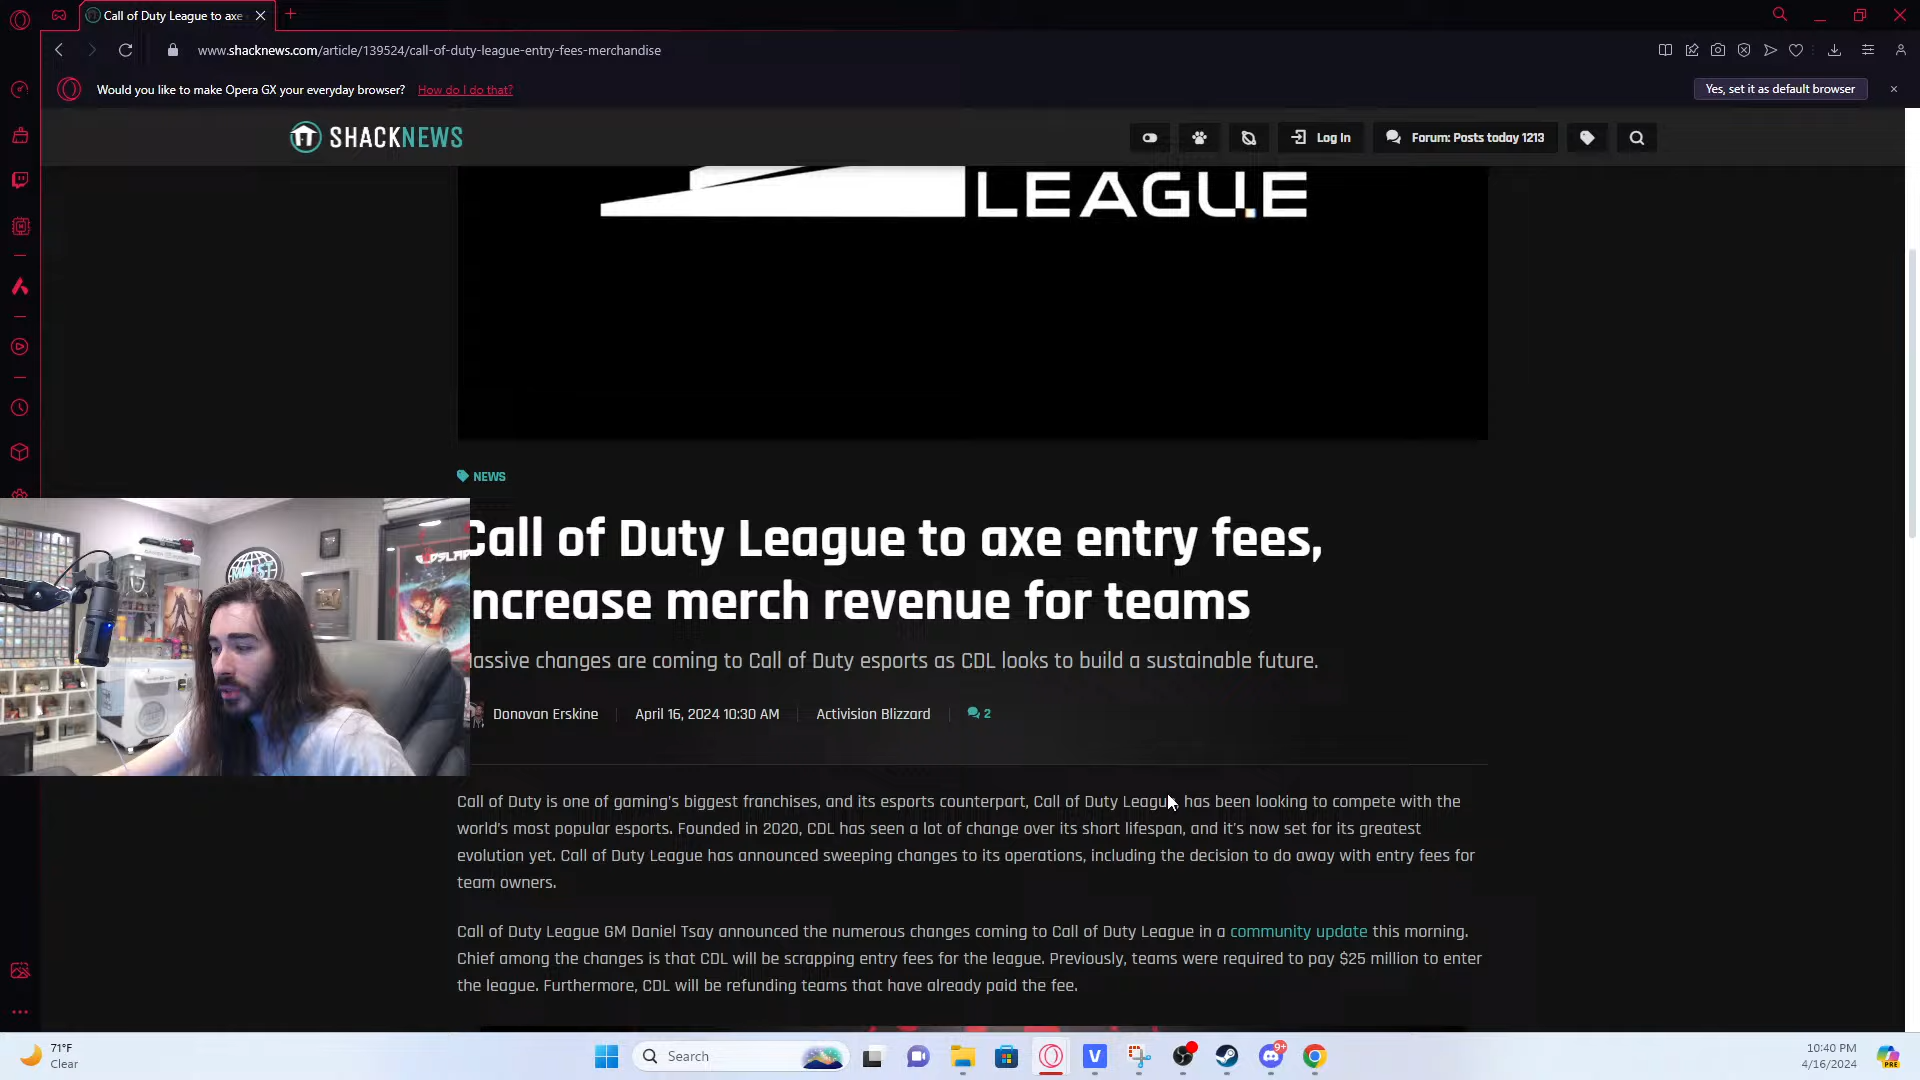 Call of Duty League to axe
www.shacknews.com/article/139524/call-of-duty-league-entry-fees-merchandise
Would you like to make Opera GX your everyday browser? How do I do that?
Yes, set it as default browser
SHACKNEWS
Log In
Forum: Posts today 1213
LEAGUE
NEWS
Call of Duty League to axe entry fees,
ncrease merch revenue for teams
assive changes are coming to Call of Duty esports as CDL looks to build a sustainable future.
Donovan Erskine
April 16, 2024 10:30 AM
Activision Blizzard
2
Call of Duty is one of gaming's biggest franchises, and its esports counterpart, Call of Duty League, has been looking to compete with the
world's most popular esports. Founded in 2020, CDL has seen a lot of change over its short lifespan, and it's now set for its greatest
evolution yet. Call of Duty League has announced sweeping changes to its operations, including the decision to do away with entry fees for
team owners.
Call of Duty League GM Daniel Tsay announced the numerous changes coming to Call of Duty League in a community update this morning.
Chief among the changes is that CDL will be scrapping entry fees for the league. Previously, teams were required to pay $25 million to enter
the league. Furthermore, CDL will be refunding teams that have already paid the fee.
71°F
Clear
Search
V
9+
10:40 PM
4/16/2024
PRE